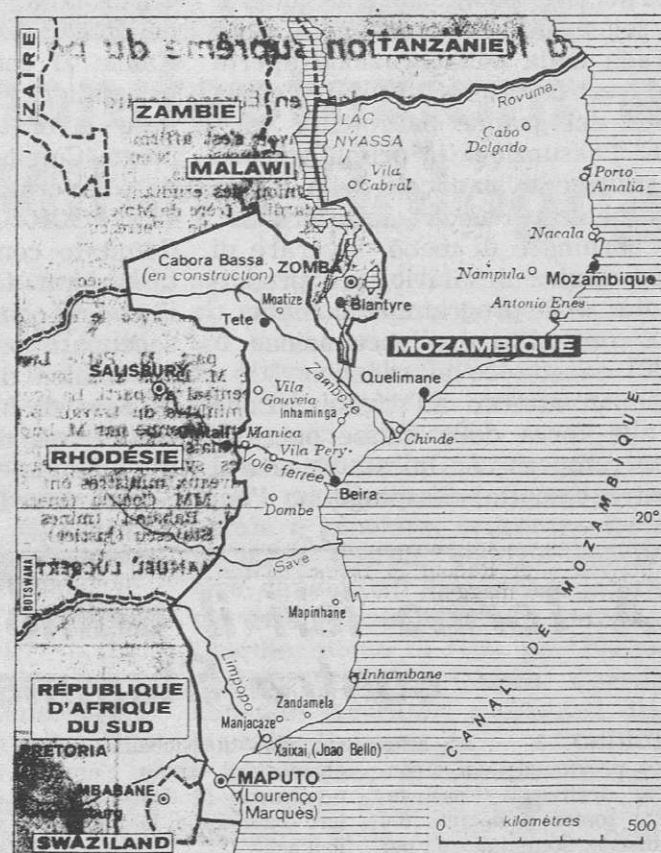 TANZANIE
ZAIRE
Rovuma
ZAMBIE
LAC
NYASSA
Cabo
Delgado
MALAWI
Vila
Cabral
Porto
Amalia
Nacala
Cabora Bassa
(en construction)
ZOMBA
Nampula
Mozambique
Moatize
Blantyre
Antonio Enes
Tete
MOZAMBIQUE
SALISBURY
Zambèze
Quelimane
Vila
Gouveia
Inhaminga
Chinde
Manica
RHODÉSIE
Vila Pery
Voie ferrée
Beira
Dombe
20°
BOTSWANA
Save
CANAL DE MOZAMBIQUE
Mapinhane
Limpopo
Inhambane
RÉPUBLIQUE
D'AFRIQUE
DU SUD
Zandamela
Manjacaze
Xaixai, (Joao Bello)
PRETORIA
MAPUTO
(Lourenço
Marquès)
MBABANE
SWAZILAND
0 kilomètres 500